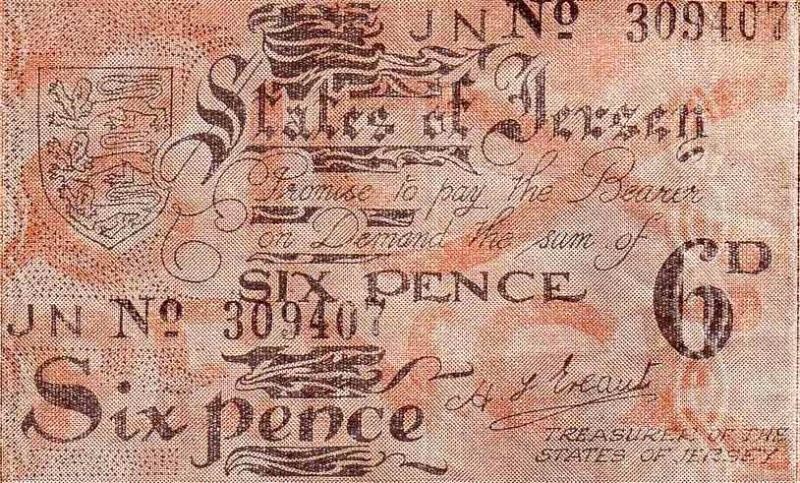 JN No 309407
States of Jersey
Promise to pay the Bearer
on Demand the sum of
SIX PENCE
6D
JN No 309407
Six pence
H F Ereaut
TREASURER OF THE
STATES OF JERSEY